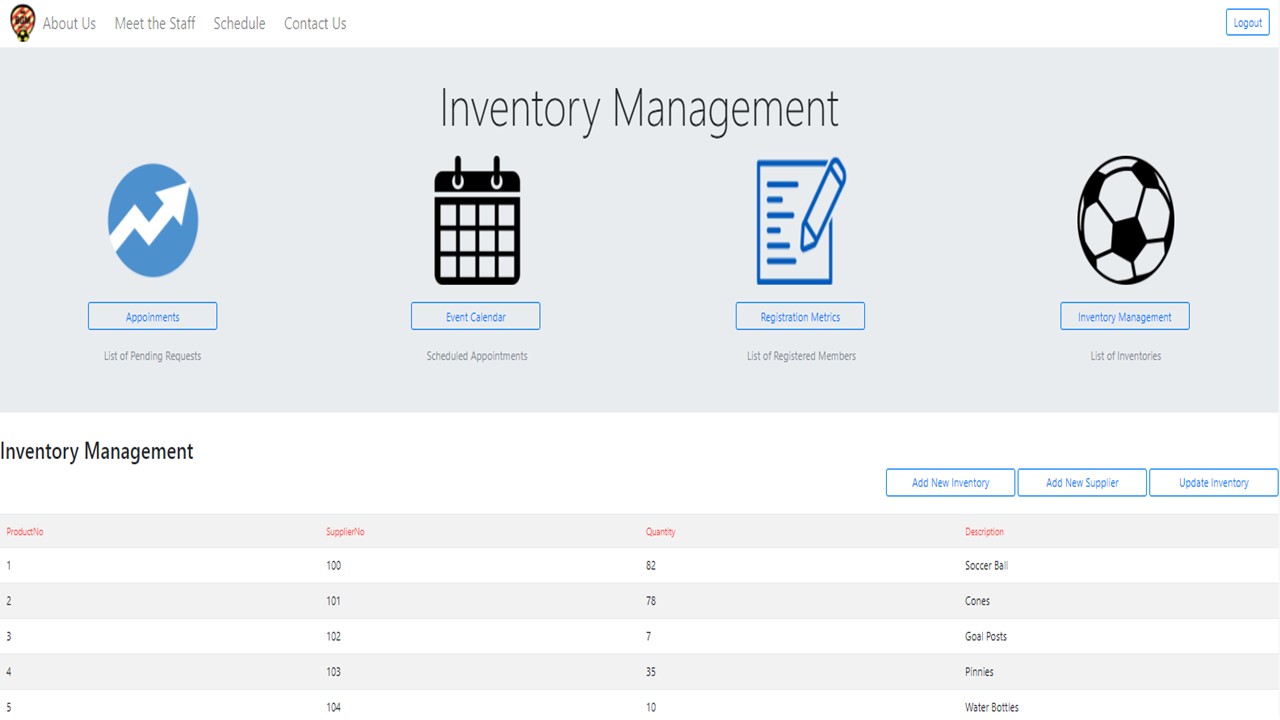 About Us Meet the Staff Schedule Contact Us Logout
Inventory Management
Appoinments Event Calendar Registration Metrics Inventory Management
List of Pending Requests Scheduled Appointments List of Registered Members List of Inventories
Inventory Management
Add New Inventory Add New Supplier Update Inventory
ProductNo SupplierNo Quantity Description
1 100 82 Soccer Ball
2 101 78 Cones
3 102 7 Goal Posts
4 103 35 Pinnies
5 104 10 Water Bottles